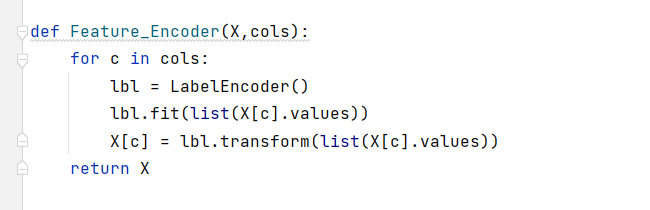 def Feature_Encoder(X,cols):
    for c in cols:
        lbl = LabelEncoder()
        lbl.fit(list(X[c].values))
        X[c] = lbl.transform(list(X[c].values))
    return X